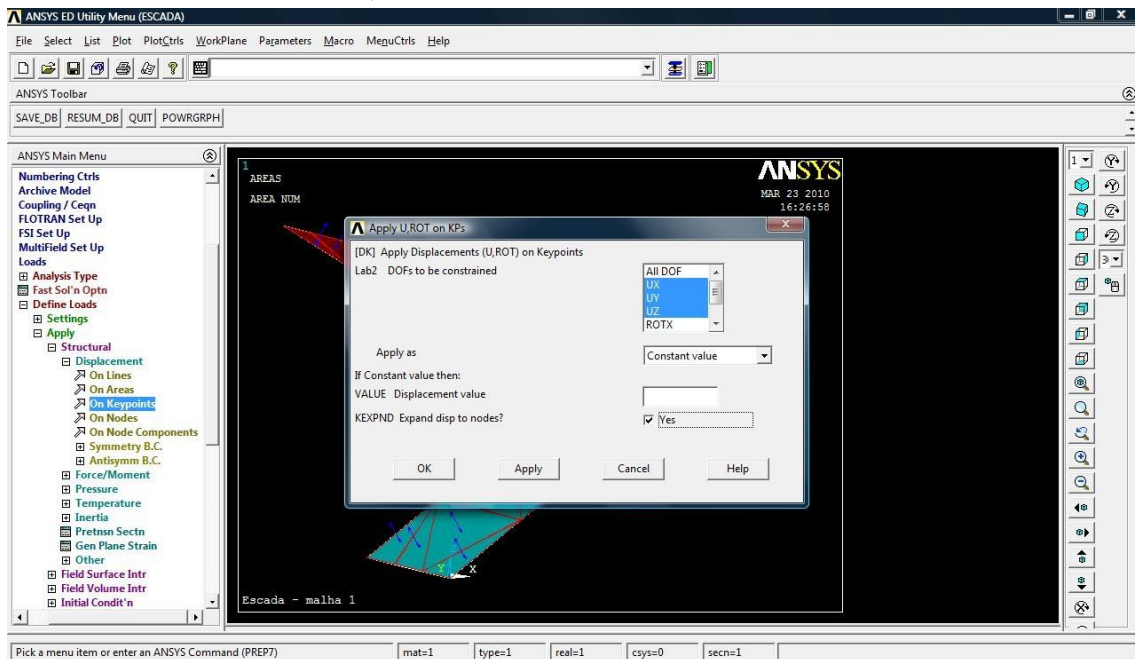 ANSYS ED Utility Menu (ESCADA)
File Select List Plot PlotCtrls WorkPlane Parameters Macro MenuCtrls Help
ANSYS Toolbar
SAVE_DB RESUM_DB QUIT POWRGRPH
ANSYS Main Menu
Numbering Ctrls
Archive Model
Coupling / Ceqn
FLOTRAN Set Up
FSI Set Up
MultiField Set Up
Loads
Analysis Type
Fast Sol'n Optn
Define Loads
Settings
Apply
Structural
Displacement
On Lines
On Areas
On Keypoints
On Nodes
On Node Components
Symmetry B.C.
Antisymm B.C.
Force/Moment
Pressure
Temperature
Inertia
Pretnsn Sectn
Gen Plane Strain
Other
Field Surface Intr
Field Volume Intr
Initial Condit'n
1
AREAS
AREA NUM
ANSYS
MAR 23 2010
16:26:58
Apply U,ROT on KPs
[DK] Apply Displacements (U,ROT) on Keypoints
Lab2 DOFs to be constrained
All DOF
UX
UY
UZ
ROTX
Apply as Constant value
If Constant value then:
VALUE Displacement value
KEXPND Expand disp to nodes? Yes
OK Apply Cancel Help
Y X
Escada - malha 1
1
3
Pick a menu item or enter an ANSYS Command (PREP7) mat=1 type=1 real=1 csys=0 secn=1